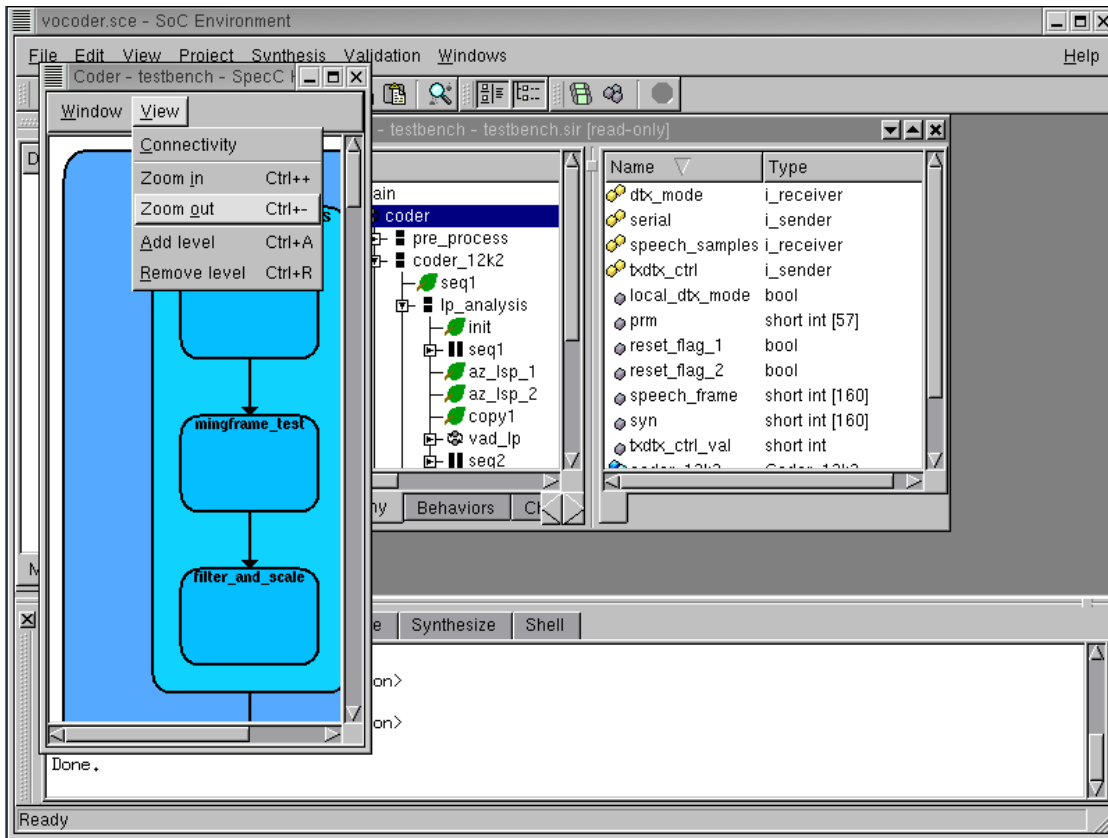 vocoder.sce - SoC Environment
File Edit View Project Synthesis Validation Windows Help
Coder - testbench - SpecC
Window View
Connectivity
Zoom in Ctrl++
Zoom out Ctrl+-
Add level Ctrl+A
Remove level Ctrl+R
mingframe_test
filter_and_scale
- testbench - testbench.sir [read-only]
ain
coder
pre_process
coder_12k2
seq1
lp_analysis
init
seq1
az_lsp_1
az_lsp_2
copy1
vad_lp
seq2
Behaviors
Name Type
dtx_mode i_receiver
serial i_sender
speech_samples i_receiver
txdtx_ctrl i_sender
local_dtx_mode bool
prm short int [57]
reset_flag_1 bool
reset_flag_2 bool
speech_frame short int [160]
syn short int [160]
txdtx_ctrl_val short int
Synthesize Shell
on>
on>
Done.
Ready